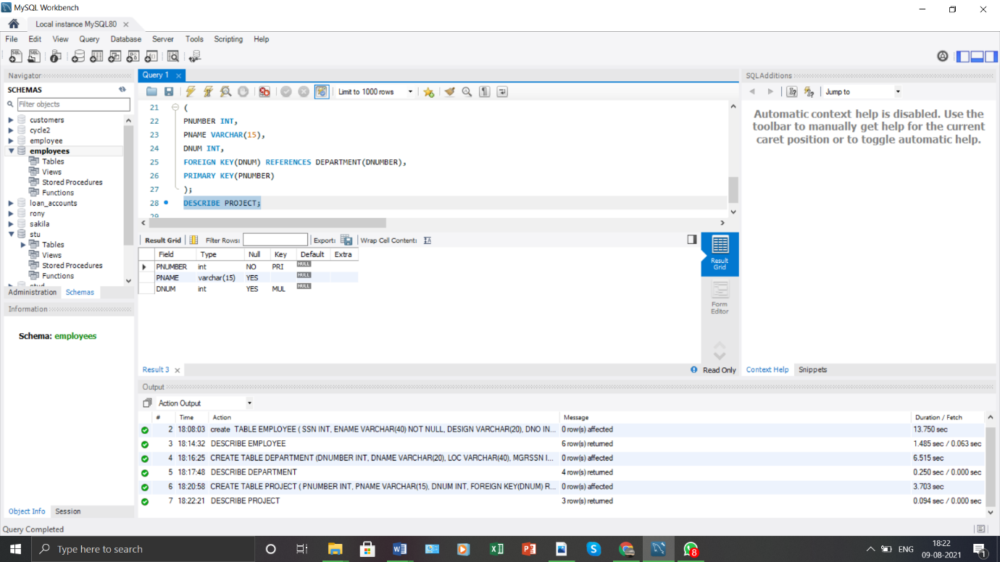 MySQL Workbench
Local instance MySQL80
File Edit View Query Database Server Tools Scripting Help
Navigator
SCHEMAS
Filter objects
customers
cycle2
employee
employees
Tables
Views
Stored Procedures
Functions
loan_accounts
rony
sakila
stu
Tables
Views
Stored Procedures
Functions
Administration Schemas
Information
Schema: employees
Object Info Session
Query 1
Limit to 1000 rows
21 (
22 PNUMBER INT,
23 PNAME VARCHAR(15),
24 DNUM INT,
25 FOREIGN KEY(DNUM) REFERENCES DEPARTMENT(DNUMBER),
26 PRIMARY KEY(PNUMBER)
27 );
28 DESCRIBE PROJECT;
29
Result Grid Filter Rows: Export: Wrap Cell Content: IA
Field Type Null Key Default Extra
PNUMBER int NO PRI NULL
PNAME varchar(15) YES NULL
DNUM int YES MUL NULL
Result Grid
Form Editor
Result 3 Read Only
SQLAdditions
Jump to
Automatic context help is disabled. Use the
toolbar to manually get help for the current
caret position or to toggle automatic help.
Context Help Snippets
Output
Action Output
# Time Action Message Duration / Fetch
2 18:08:03 create TABLE EMPLOYEE ( SSN INT, ENAME VARCHAR(40) NOT NULL, DESIGN VARCHAR(20), DNO IN... 0 row(s) affected 13.750 sec
3 18:14:32 DESCRIBE EMPLOYEE 6 row(s) returned 1.485 sec / 0.063 sec
4 18:16:25 CREATE TABLE DEPARTMENT (DNUMBER INT, DNAME VARCHAR(20), LOC VARCHAR(40), MGRSSN I... 0 row(s) affected 6.515 sec
5 18:17:48 DESCRIBE DEPARTMENT 4 row(s) returned 0.250 sec / 0.000 sec
6 18:20:58 CREATE TABLE PROJECT ( PNUMBER INT, PNAME VARCHAR(15), DNUM INT, FOREIGN KEY(DNUM) R... 0 row(s) affected 3.703 sec
7 18:22:21 DESCRIBE PROJECT 3 row(s) returned 0.094 sec / 0.000 sec
Query Completed
Type here to search
8
ENG
18:22
09-08-2021
1